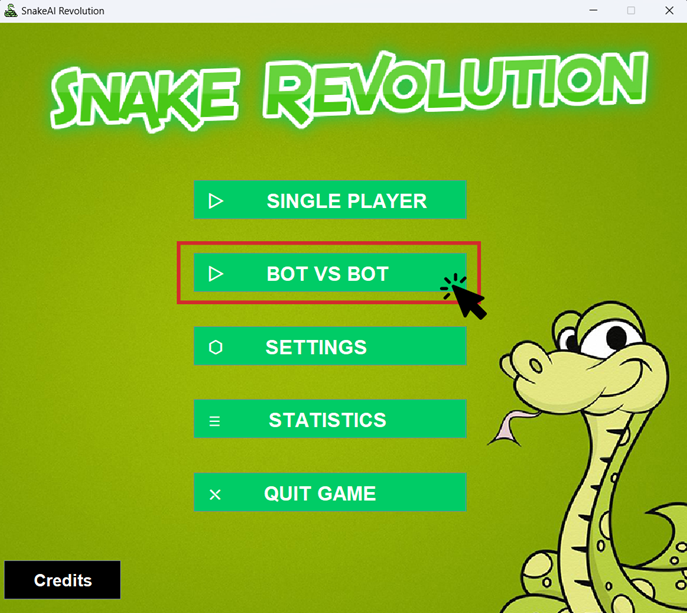 SnakeAI Revolution
SNAKE REVOLUTION
SINGLE PLAYER
BOT VS BOT
SETTINGS
STATISTICS
QUIT GAME
Credits